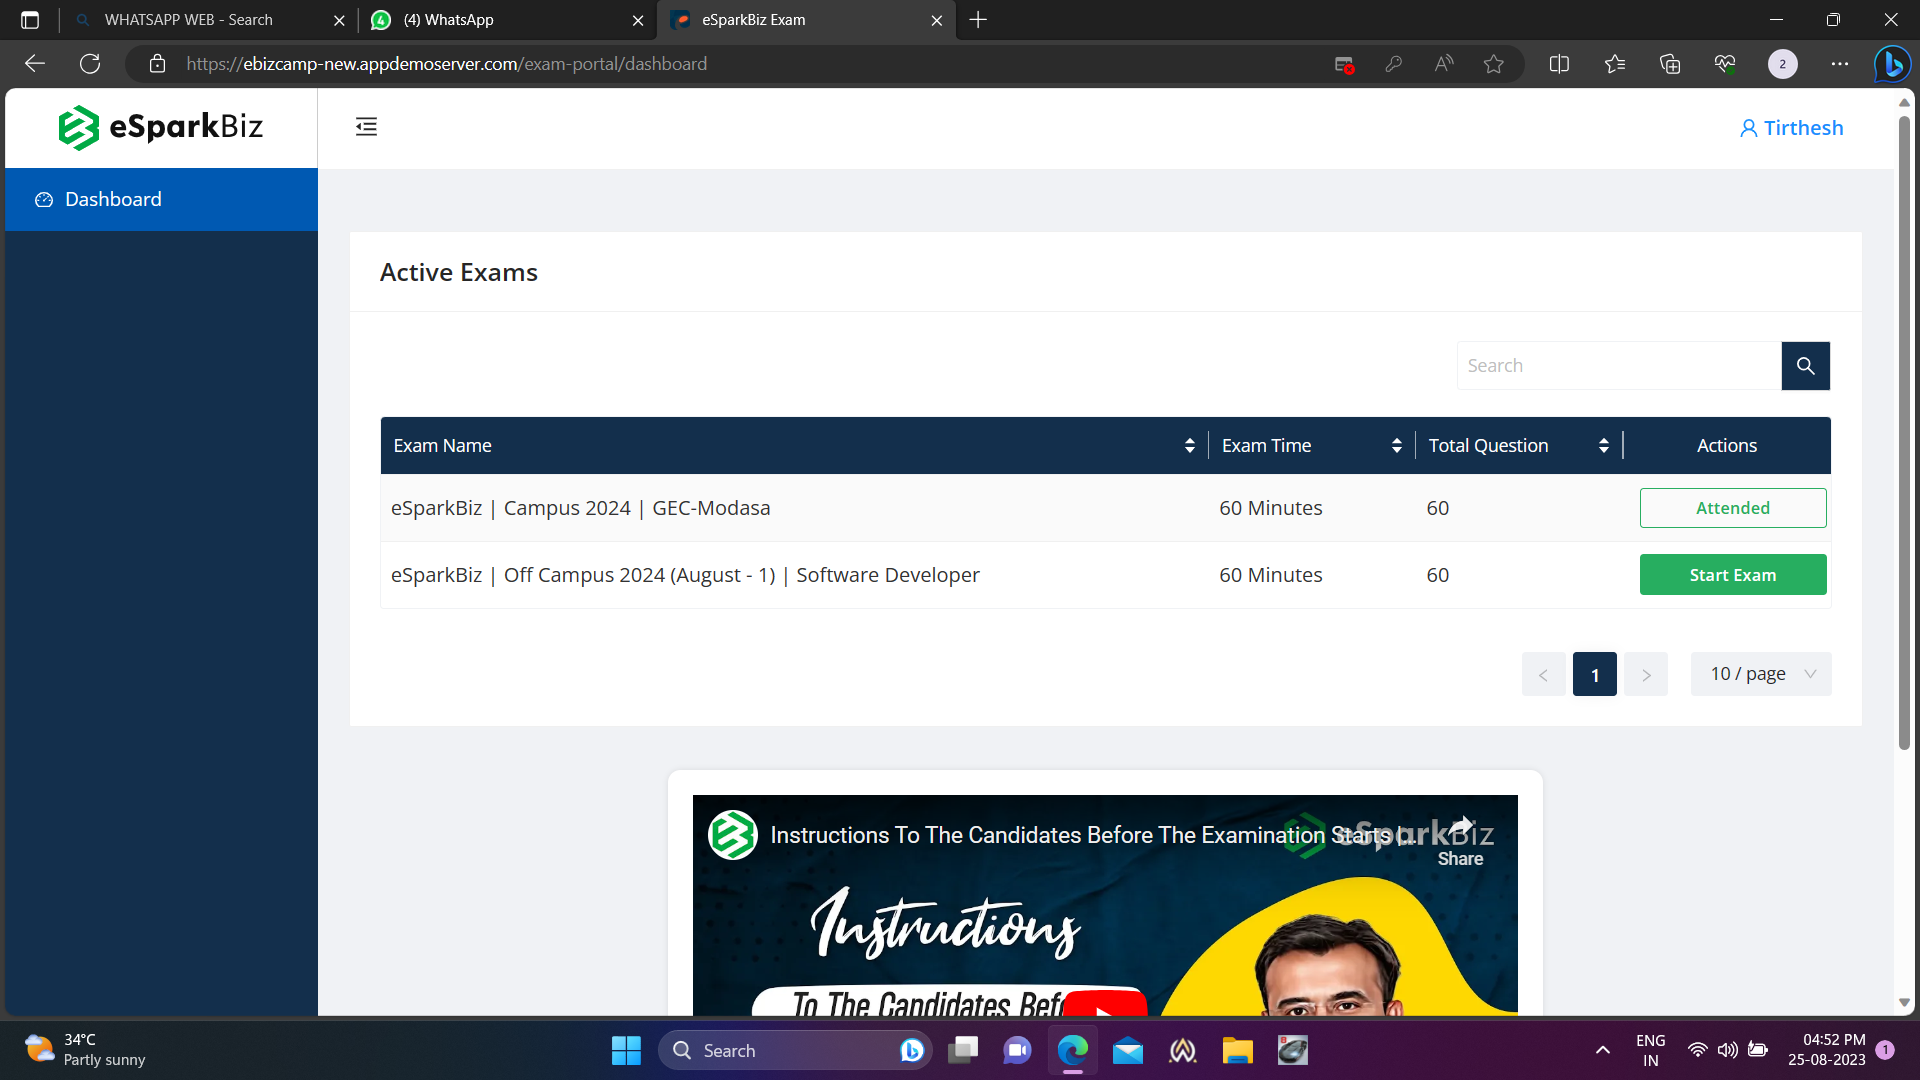 WHATSAPP WEB - Search
(4) WhatsApp
eSparkBiz Exam
https://ebizcamp-new.appdemoserver.com/exam-portal/dashboard
2
eSparkBiz
Tirthesh
Dashboard
Active Exams
Search
Exam Name Exam Time Total Question Actions
eSparkBiz | Campus 2024 | GEC-Modasa 60 Minutes 60 Attended
eSparkBiz | Off Campus 2024 (August - 1) | Software Developer 60 Minutes 60 Start Exam
< 1 > 10 / page
Instructions To The Candidates Before The Examination Starts |...
eSparkBiz
Share
Instructions
To The Candidates Before
34°C
Partly sunny
Search
ENG
IN
04:52 PM
25-08-2023
1